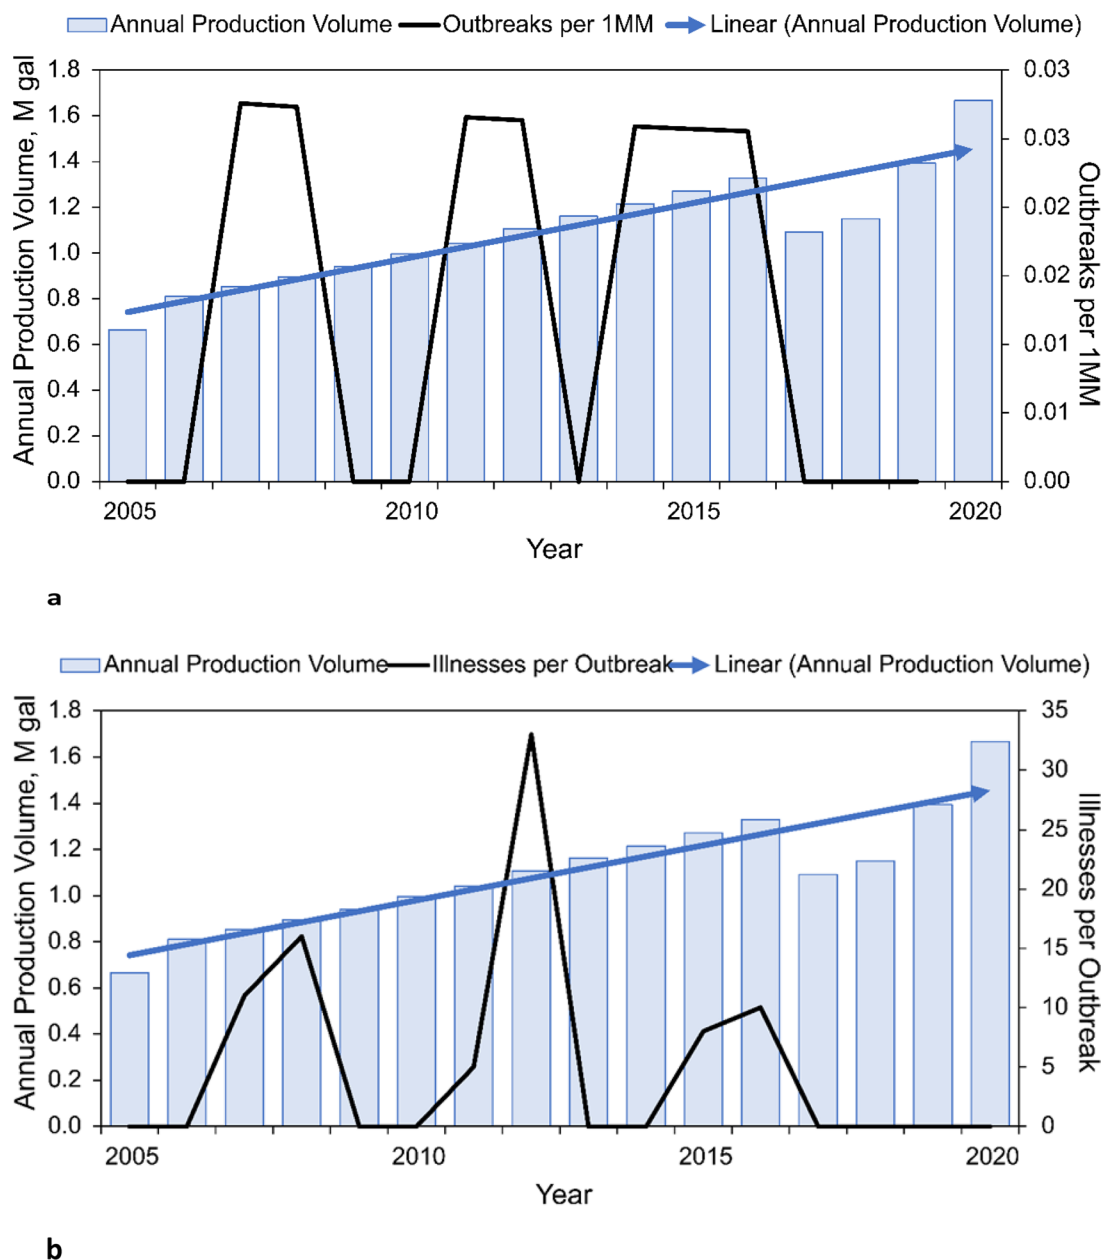 Annual Production Volume Outbreaks per 1MM Linear (Annual Production Volume)
Annual Production Volume, M gal
1.8
1.6
1.4
1.2
1.0
0.8
0.6
0.4
0.2
0.0
0.03
0.03
0.02
0.02
0.01
0.01
0.00
Outbreaks per 1MM
2005 2010 2015 2020
Year
a
Annual Production Volume Illnesses per Outbreak Linear (Annual Production Volume)
Annual Production Volume, M gal
1.8
1.6
1.4
1.2
1.0
0.8
0.6
0.4
0.2
0.0
35
30
25
20
15
10
5
0
Illnesses per Outbreak
2005 2010 2015 2020
Year
b